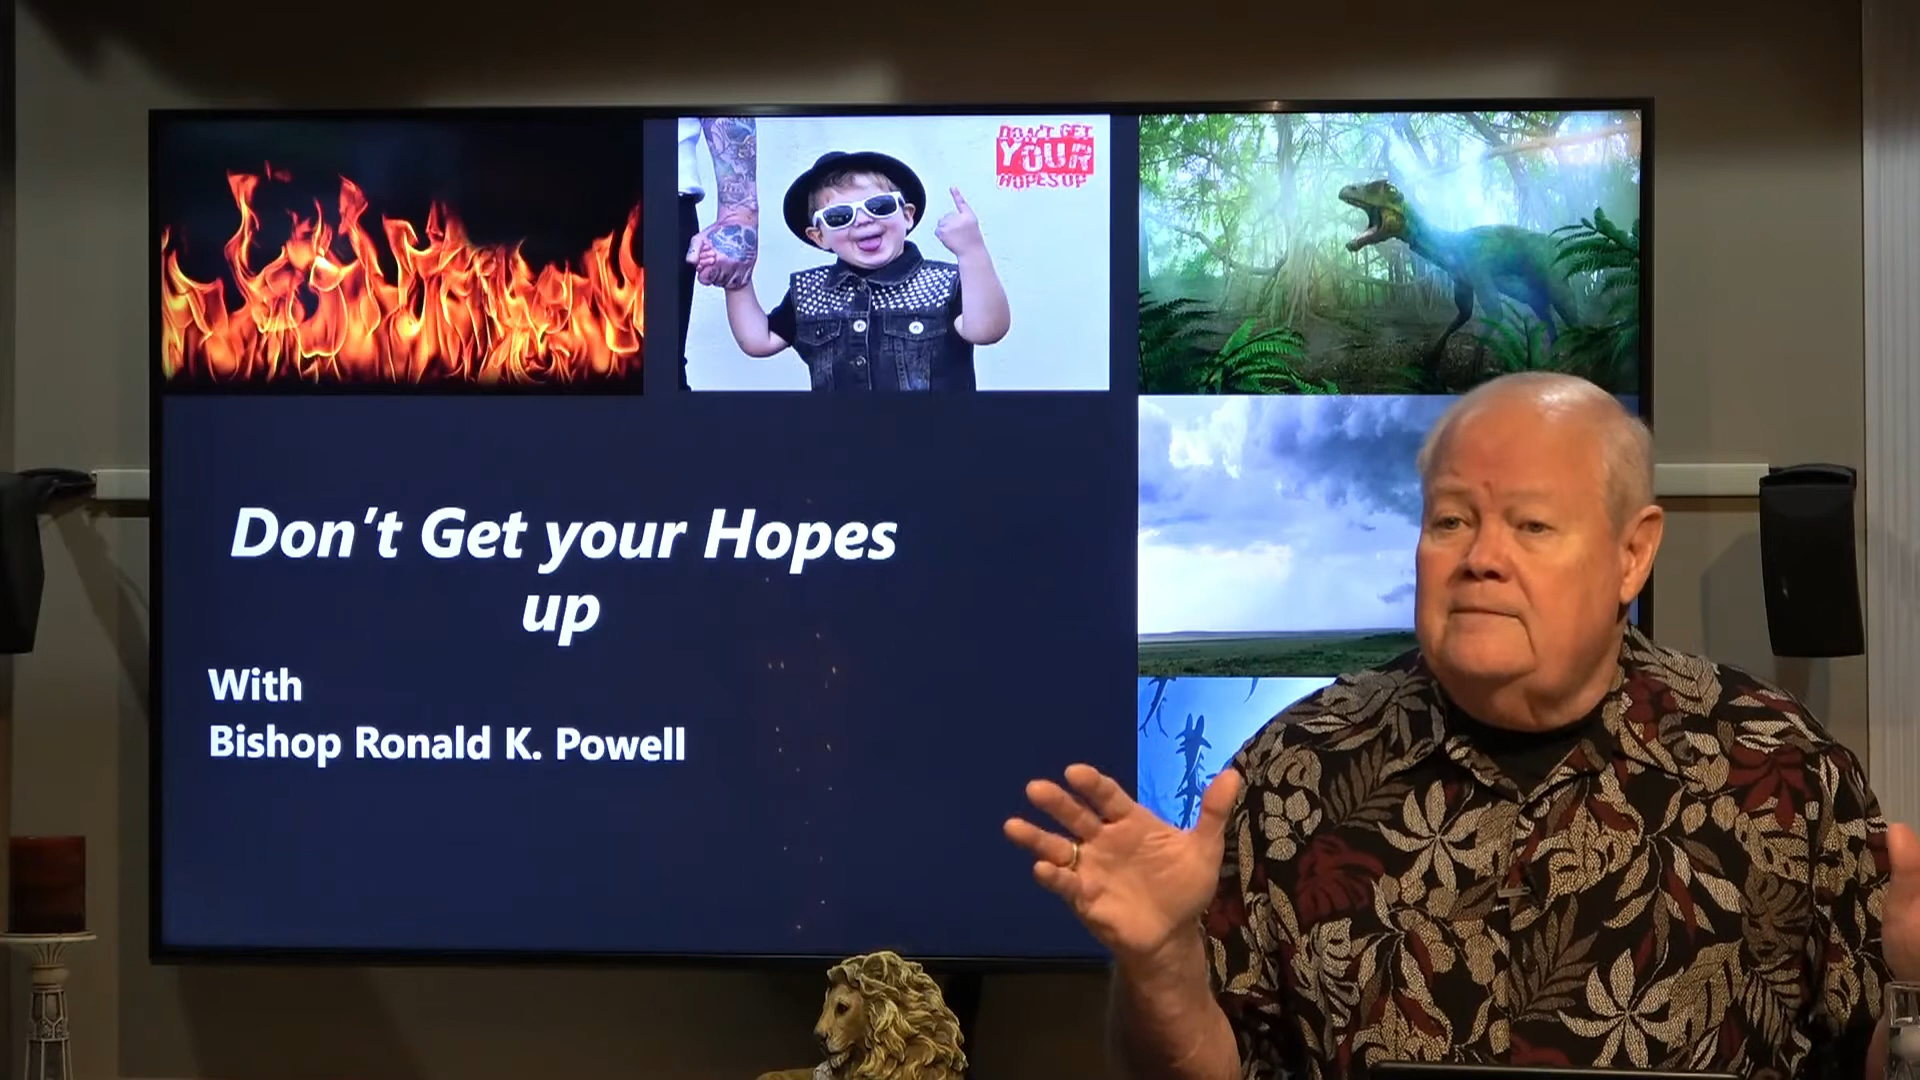 DON'T GET
YOUR
HOPES UP
Don't Get your Hopes
up
With
Bishop Ronald K. Powell